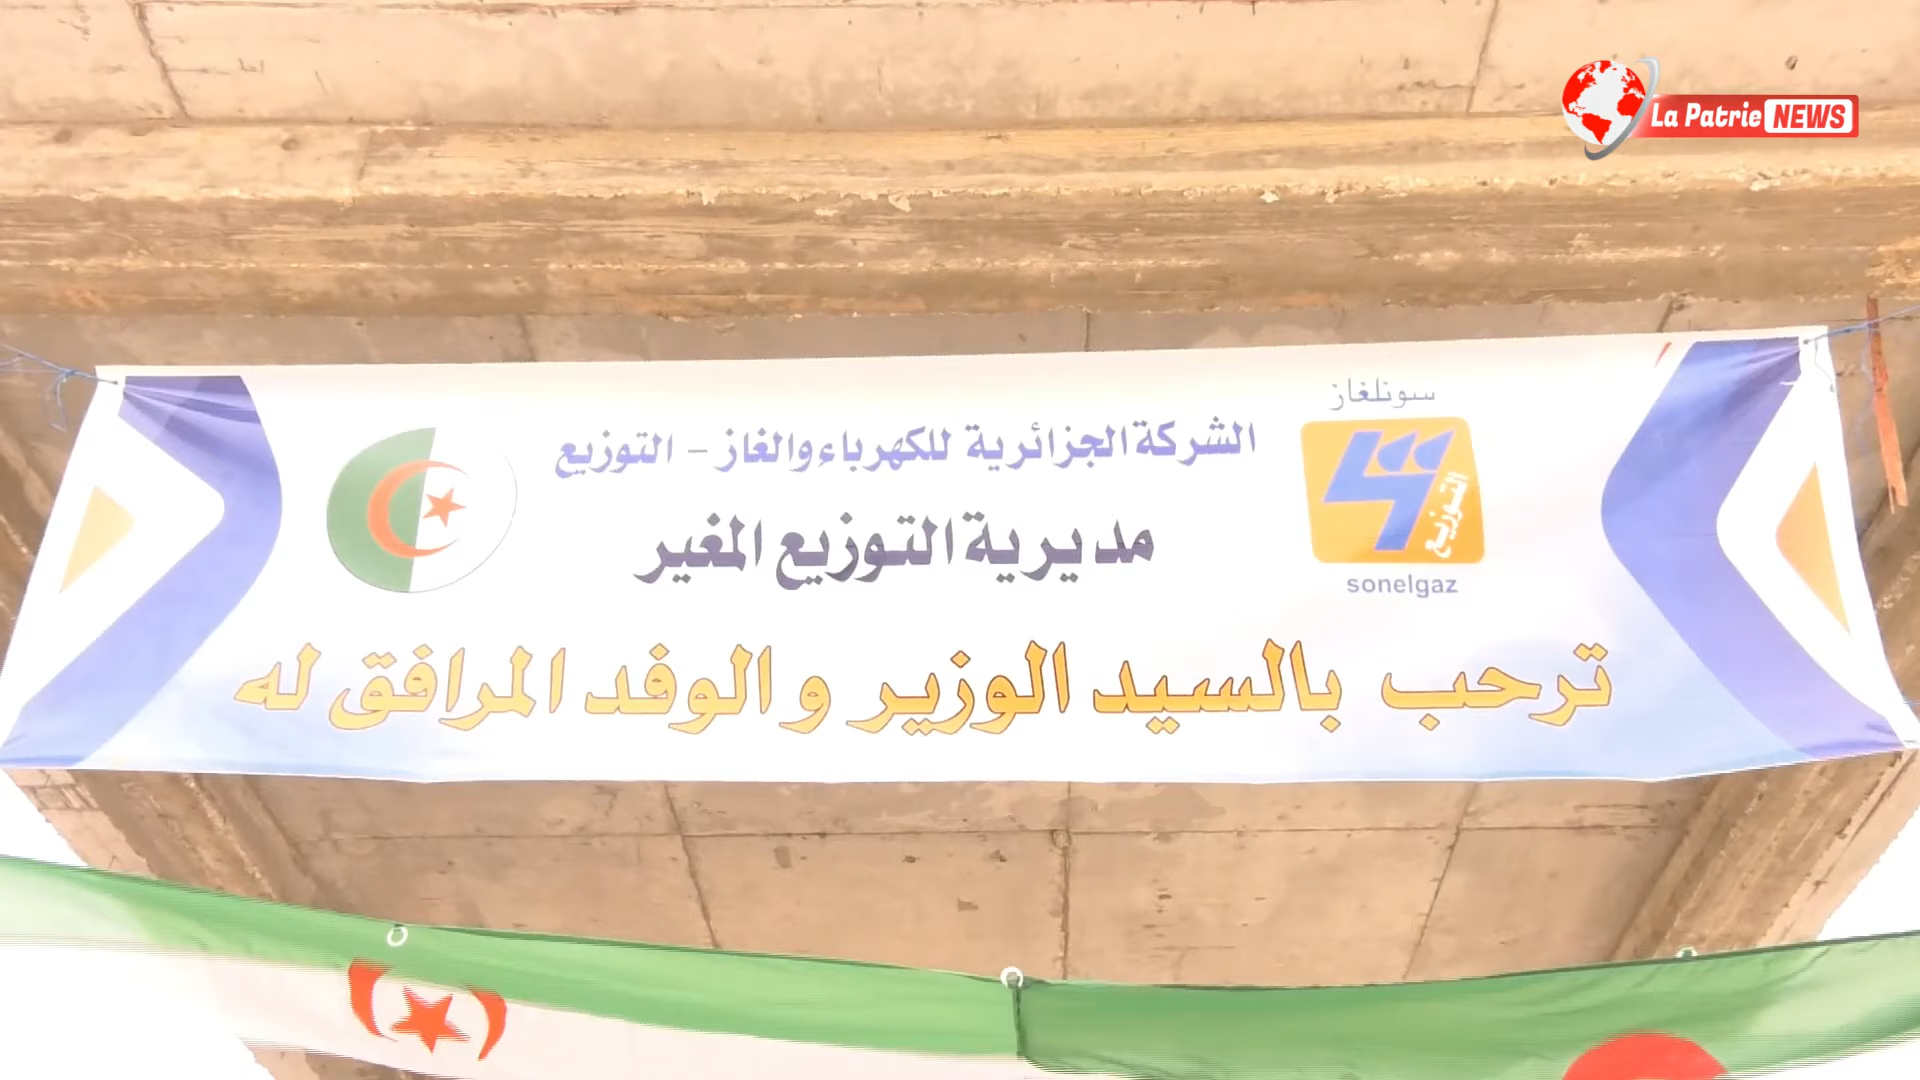 La Patrie NEWS
سونلغاز
التوزيع
sonelgaz
الشركة الجزائرية للكهرباء والغاز - التوزيع
مديرية التوزيع المغير
ترحب بالسيد الوزير و الوفد المرافق له